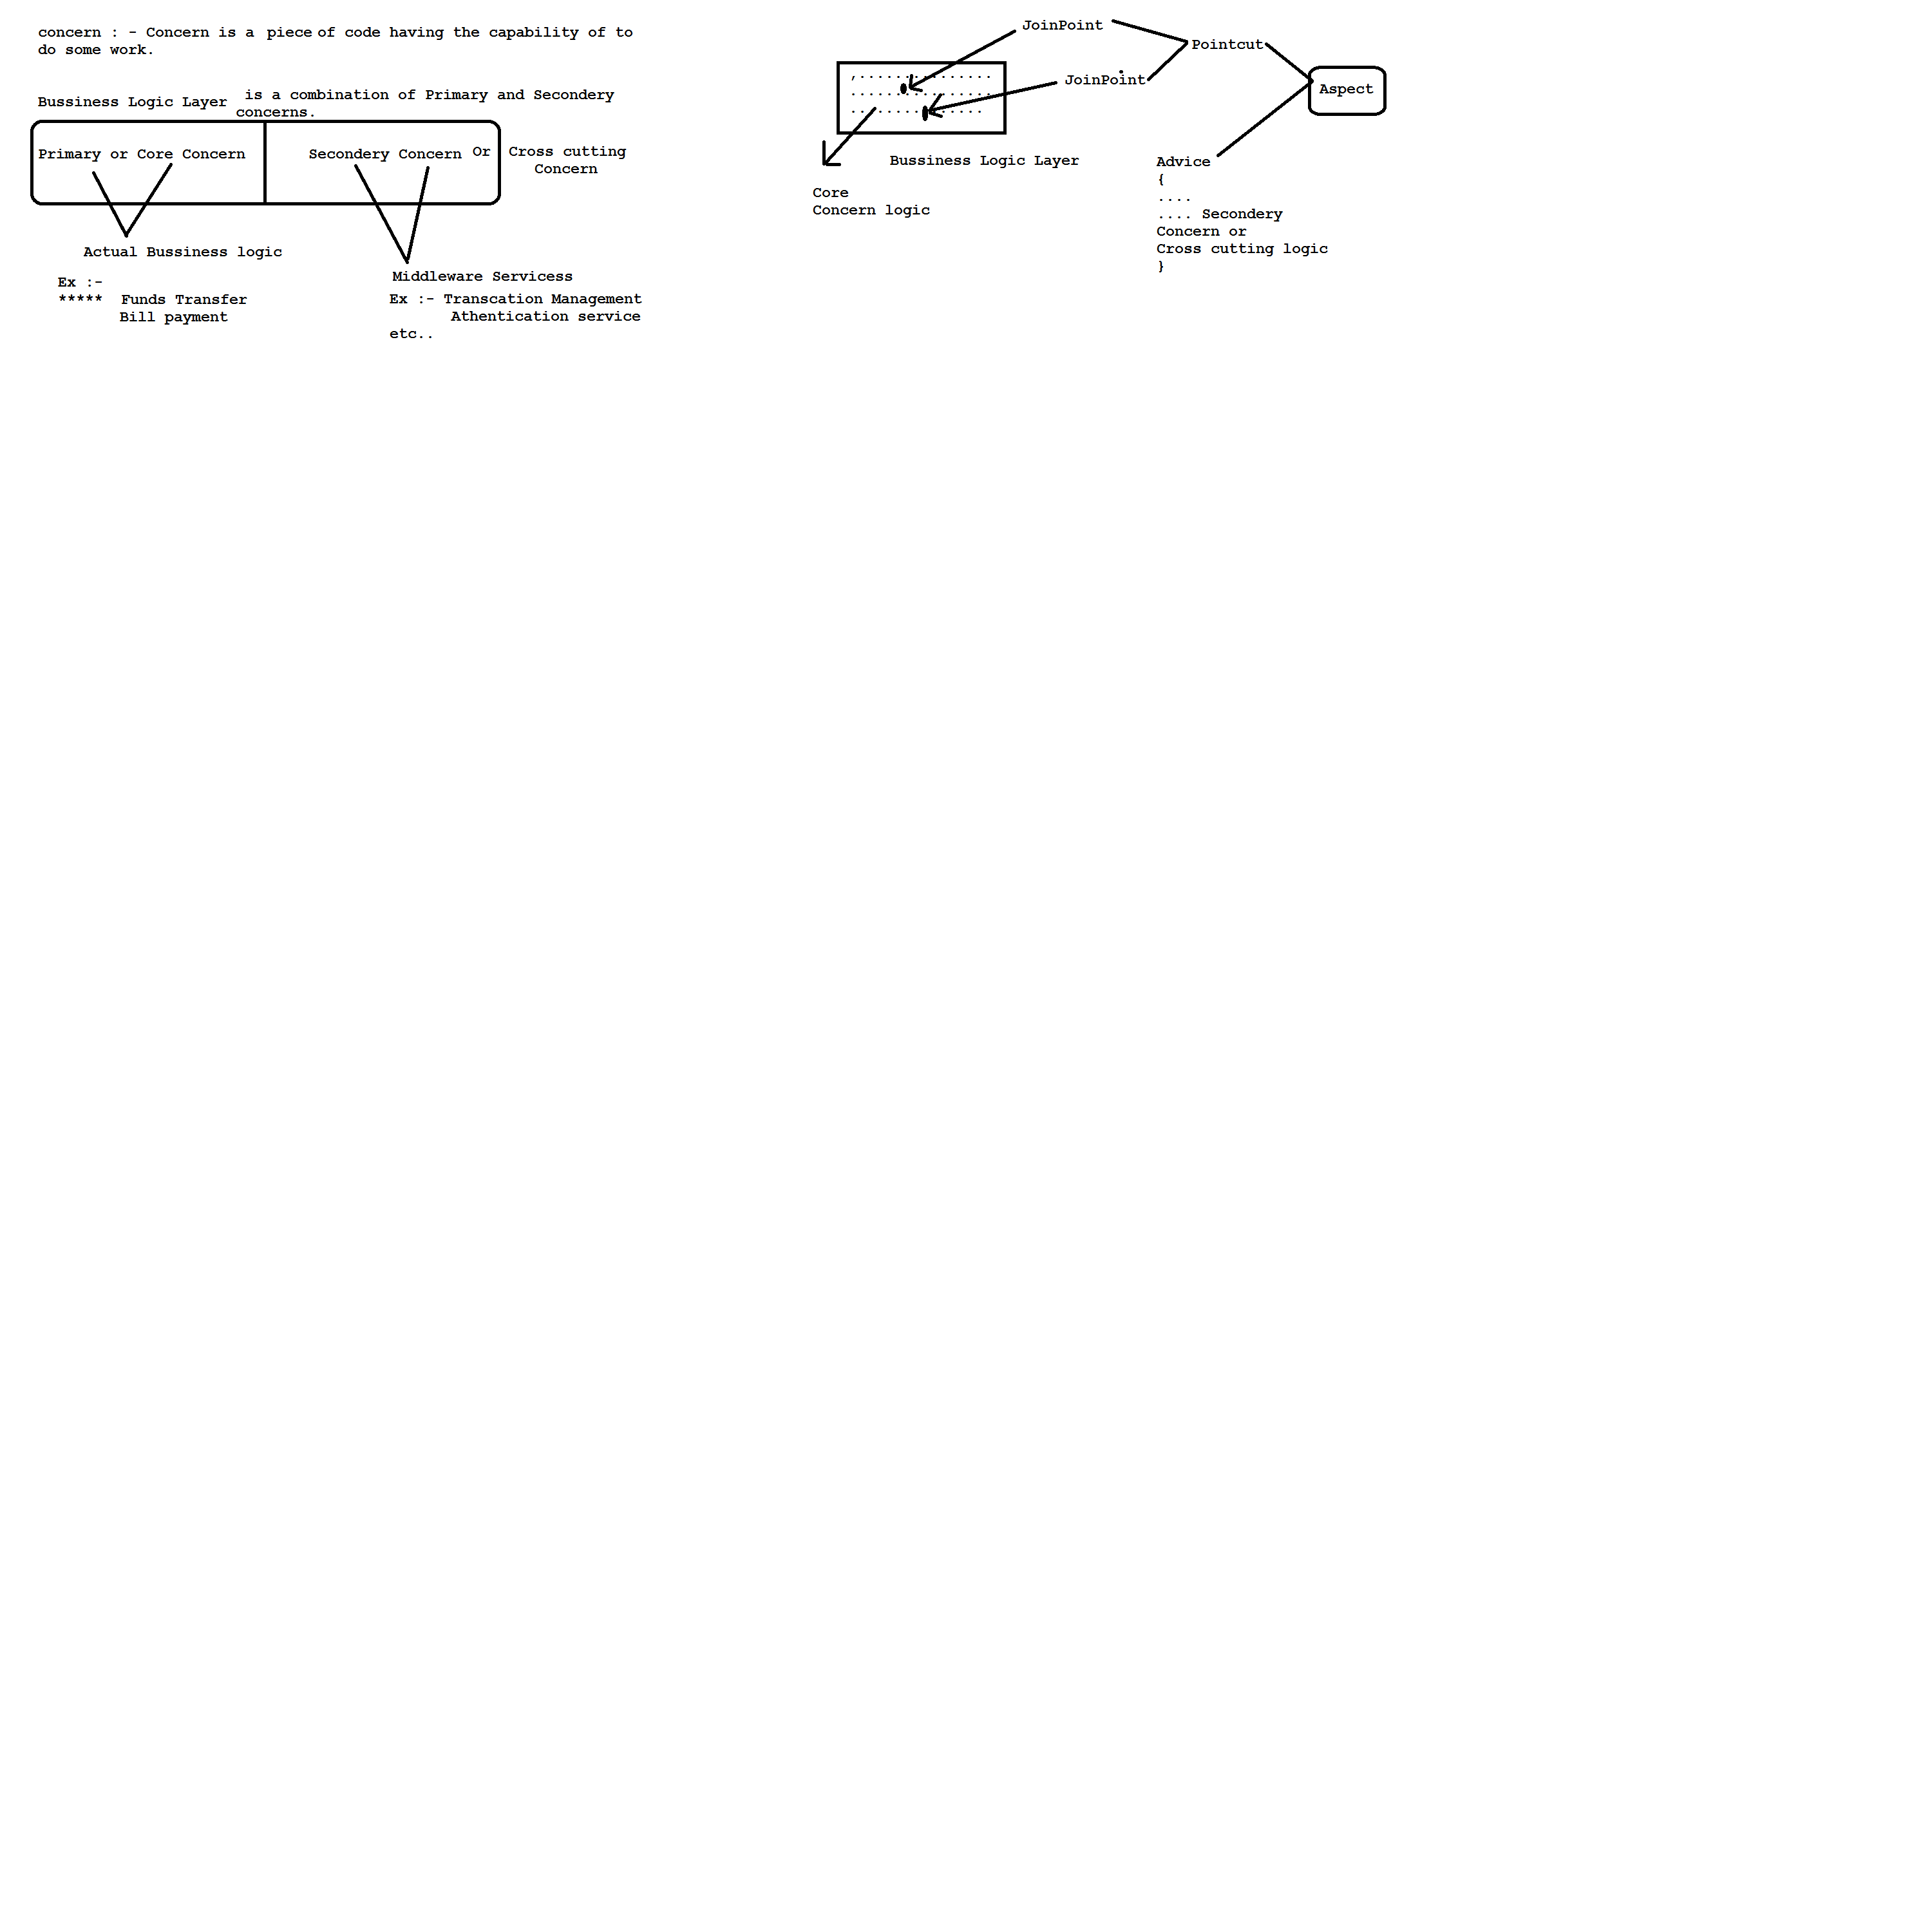 concern : - Concern is a piece of code having the capability of to
do some work.
Bussiness Logic Layer is a combination of Primary and Secondery
concerns.
Primary or Core Concern
Secondery Concern Or Cross cutting
Concern
Actual Bussiness logic
Ex :-
***** Funds Transfer
Bill payment
Middleware Servicess
Ex :- Transcation Management
Athentication service
etc..
JoinPoint
JoinPoint
Pointcut
Aspect
,...............
................
...............
Bussiness Logic Layer
Core
Concern logic
Advice
{
....
.... Secondery
Concern or
Cross cutting logic
}